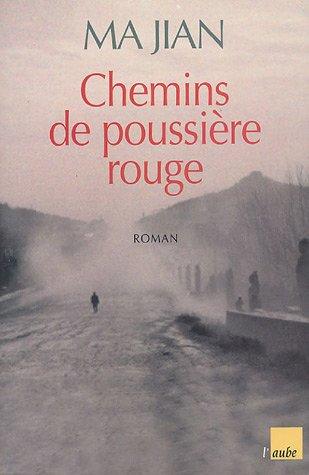 MA JIAN
Chemins
de poussière
rouge
ROMAN
l'aube